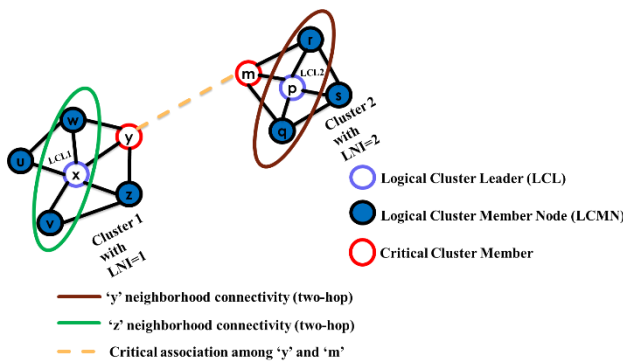 r
m
LCL2
p
s
q
Cluster 2
with
LNI=2
w
y
LCL1
u
x
z
v
Cluster 1
with
LNI=1
Logical Cluster Leader (LCL)
Logical Cluster Member Node (LCMN)
Critical Cluster Member
‘y’ neighborhood connectivity (two-hop)
‘z’ neighborhood connectivity (two-hop)
Critical association among ‘y’ and ‘m’